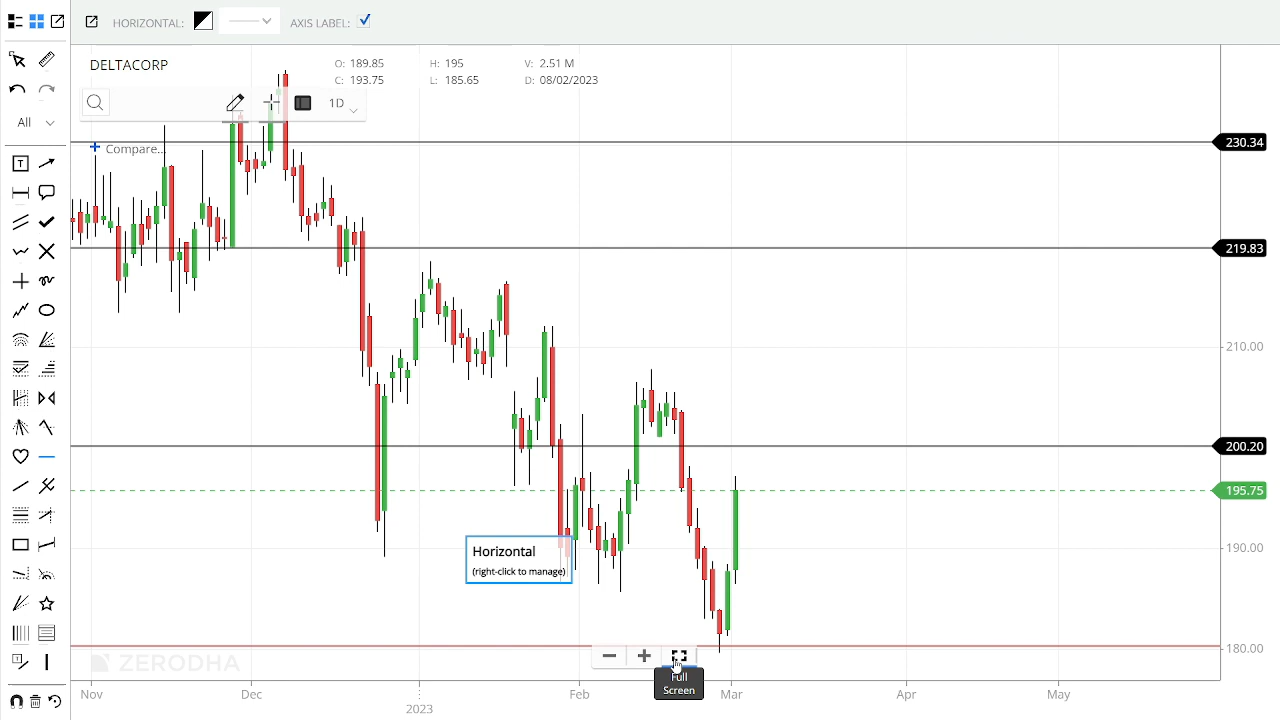 HORIZONTAL:
AXIS LABEL:
DELTACORP
O: 189.85 H: 195 V: 2.51 M
C: 193.75 L: 185.65 D: 08/02/2023
1D
All
Compare...
230.34
219.83
210.00
200.20
195.75
190.00
180.00
Horizontal
(right-click to manage)
ZERODHA
Full
Screen
Nov Dec Feb Mar Apr May
2023